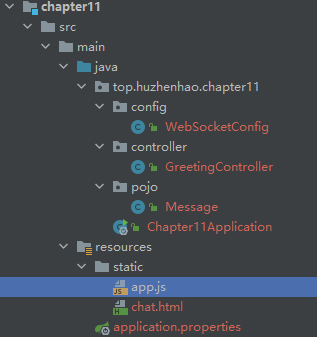 chapter11
src
main
java
top.huzhenhao.chapter11
config
WebSocketConfig
controller
GreetingController
pojo
Message
Chapter11Application
resources
static
app.js
chat.html
application.properties